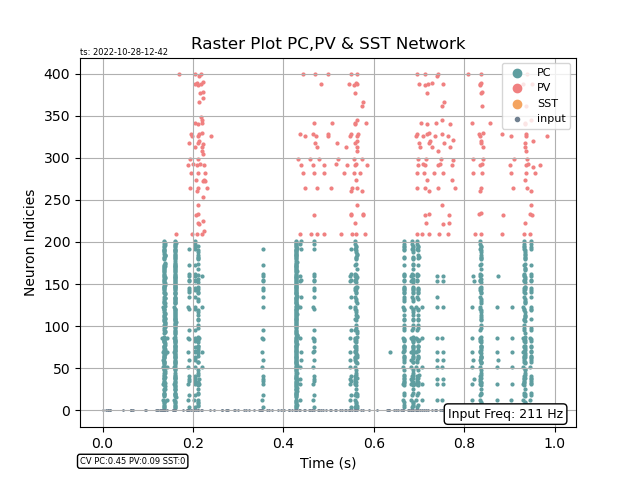 ts: 2022-10-28-12-42
Raster Plot PC,PV & SST Network
PC
PV
SST
input
400
350
300
250
200
150
100
50
0
Neuron Indicies
Input Freq: 211 Hz
0.0 0.2 0.4 0.6 0.8 1.0
Time (s)
CV PC:0.45 PV:0.09 SST:0